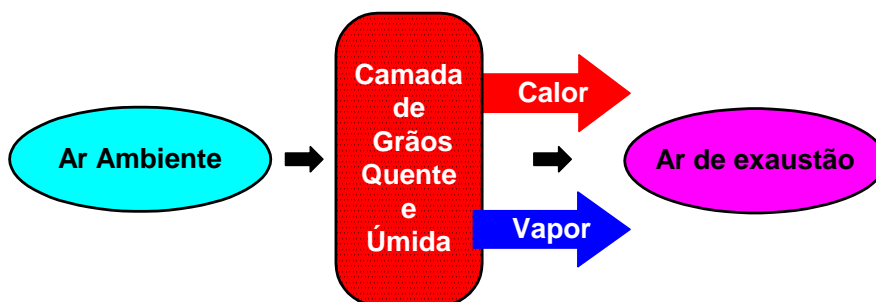 Ar Ambiente
Camada
de
Grãos
Quente
e
Úmida
Calor
Vapor
Ar de exaustão